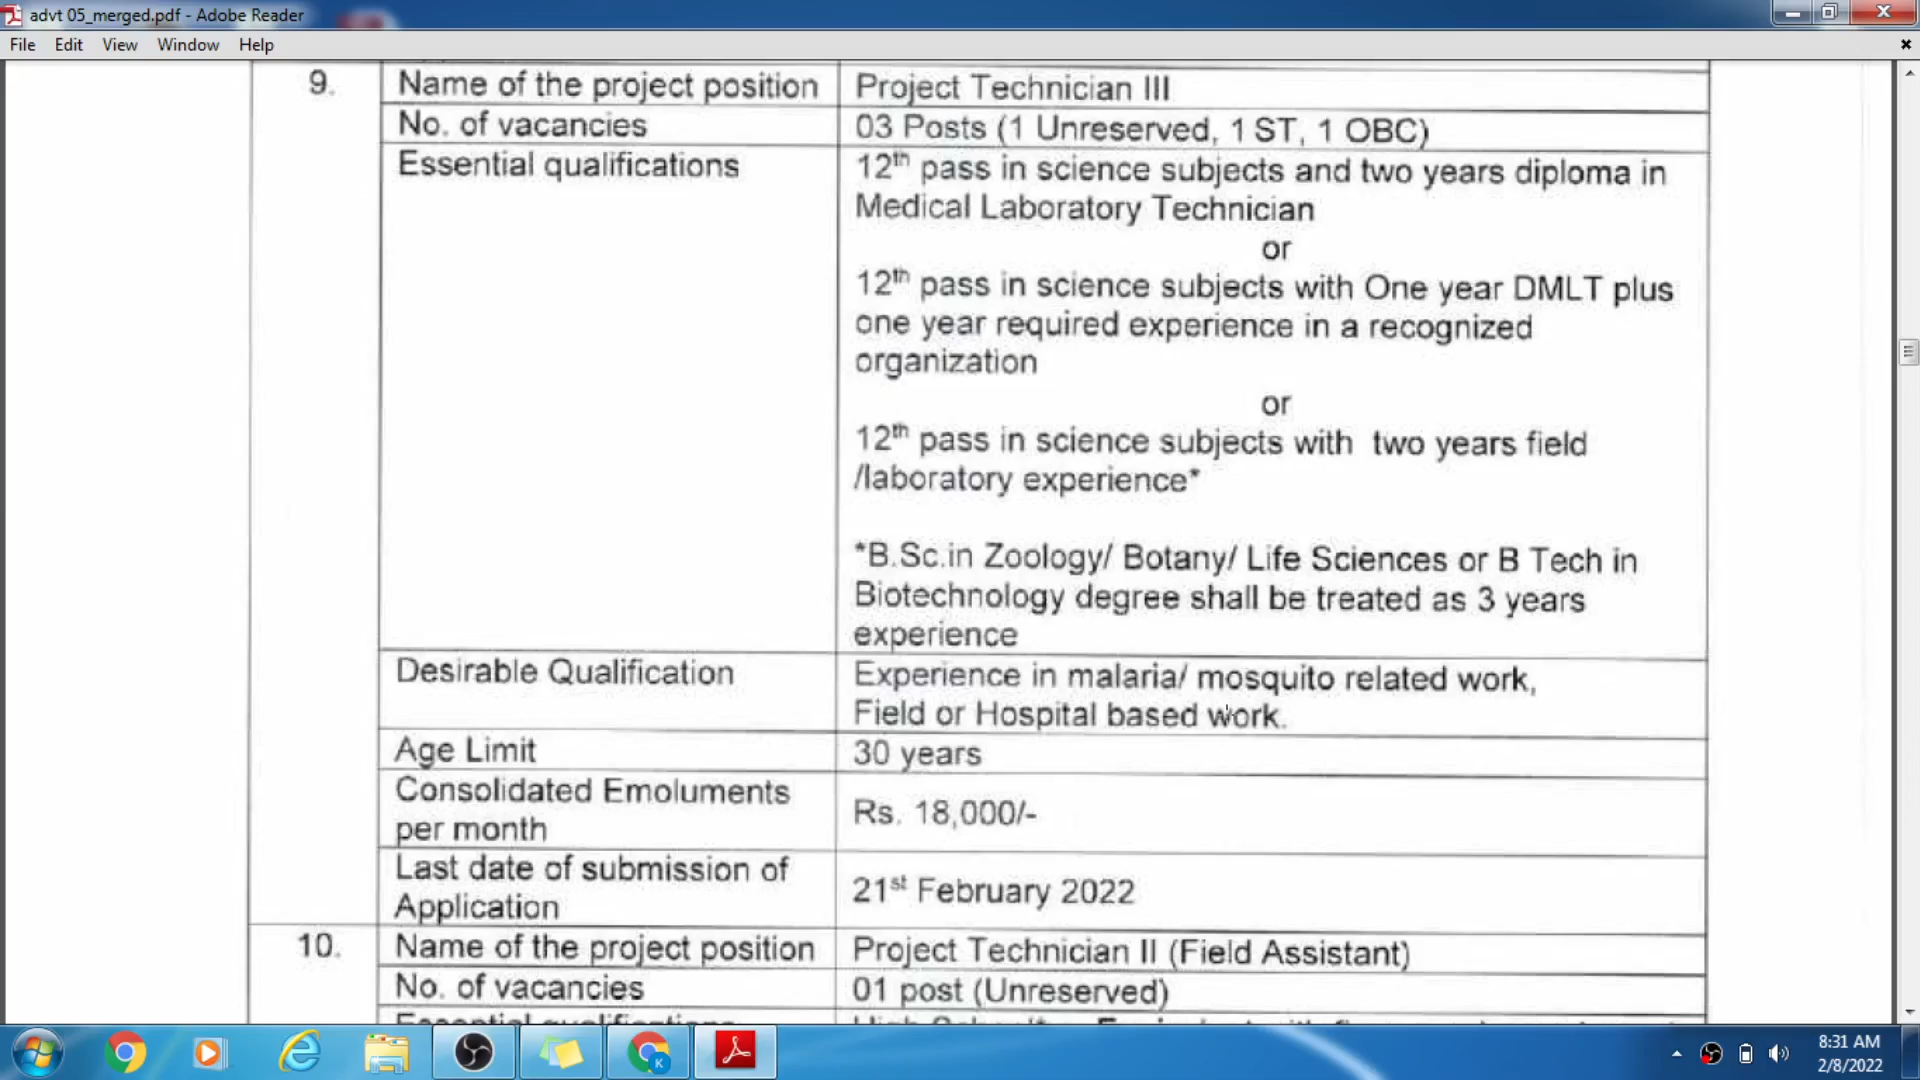 advt 05_merged.pdf - Adobe Reader
File Edit View Window Help
9. Name of the project position Project Technician III
No. of vacancies 03 Posts (1 Unreserved, 1 ST, 1 OBC)
Essential qualifications 12th pass in science subjects and two years diploma in
Medical Laboratory Technician
or
12th pass in science subjects with One year DMLT plus
one year required experience in a recognized
organization
or
12th pass in science subjects with two years field
/laboratory experience*
*B.Sc.in Zoology/ Botany/ Life Sciences or B Tech in
Biotechnology degree shall be treated as 3 years
experience
Desirable Qualification Experience in malaria/ mosquito related work,
Field or Hospital based work.
Age Limit 30 years
Consolidated Emoluments
per month Rs. 18,000/-
Last date of submission of
Application 21st February 2022
10. Name of the project position Project Technician II (Field Assistant)
No. of vacancies 01 post (Unreserved)
Essential qualifications
8:31 AM
2/8/2022